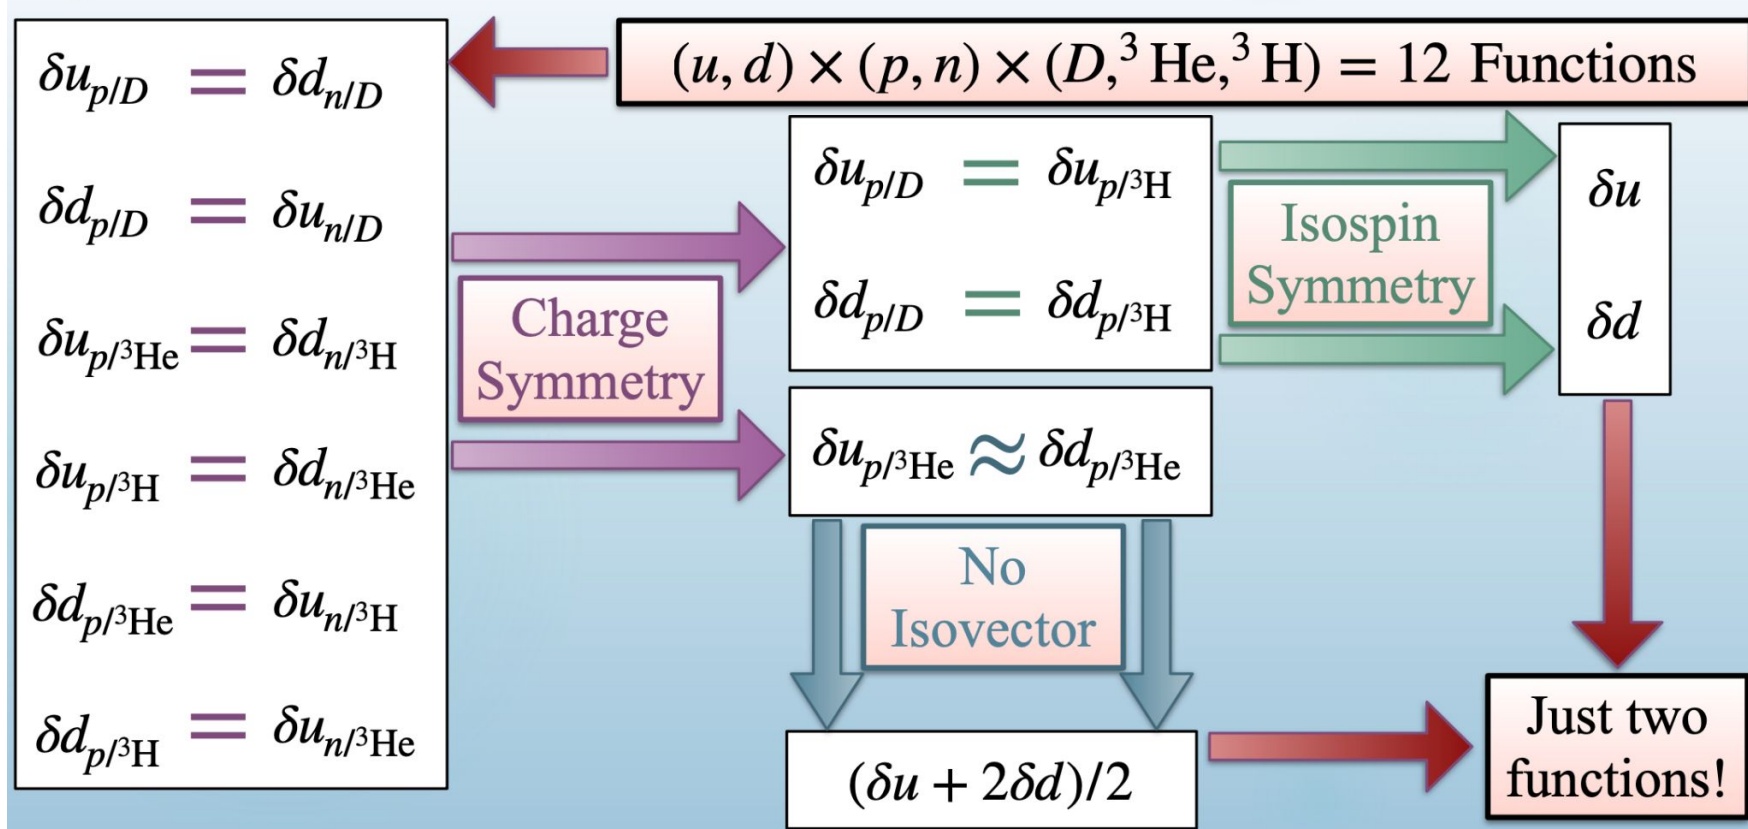 (u, d) × (p, n) × (D, ³He, ³H) = 12 Functions
δu_{p/D} = δd_{n/D}
δd_{p/D} = δu_{n/D}
δu_{p/³He} = δd_{n/³H}
δu_{p/³H} = δd_{n/³He}
δd_{p/³He} = δu_{n/³H}
δd_{p/³H} = δu_{n/³He}
Charge
Symmetry
δu_{p/D} = δu_{p/³H}
δd_{p/D} = δd_{p/³H}
Isospin
Symmetry
δu
δd
δu_{p/³He} ≈ δd_{p/³He}
No
Isovector
(δu + 2δd)/2
Just two
functions!